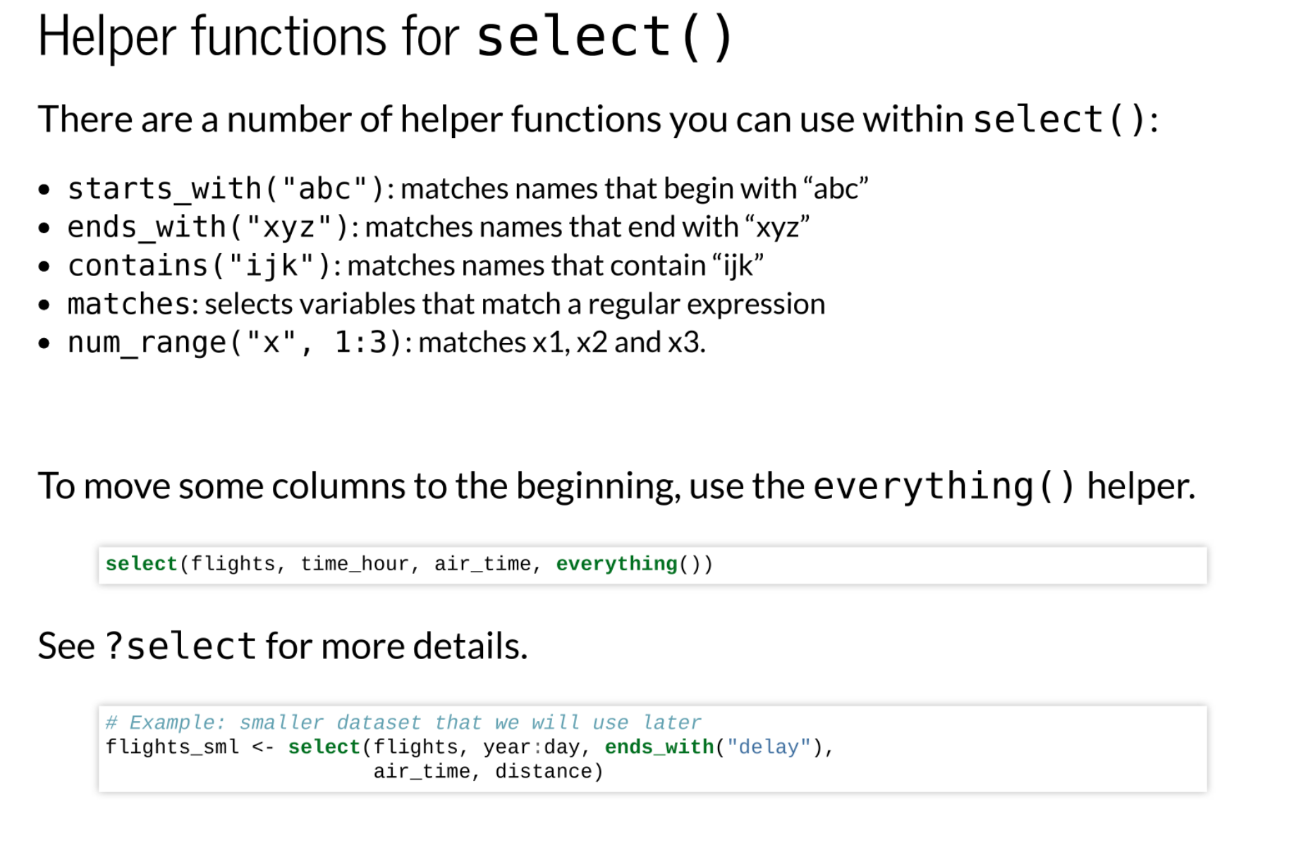 Helper functions for select()
There are a number of helper functions you can use within select():
• starts_with("abc"): matches names that begin with “abc”
• ends_with("xyz"): matches names that end with “xyz”
• contains("ijk"): matches names that contain “ijk”
• matches: selects variables that match a regular expression
• num_range("x", 1:3): matches x1, x2 and x3.
To move some columns to the beginning, use the everything() helper.
select(flights, time_hour, air_time, everything())
See ?select for more details.
# Example: smaller dataset that we will use later
flights_sml <- select(flights, year:day, ends_with("delay"),
                      air_time, distance)